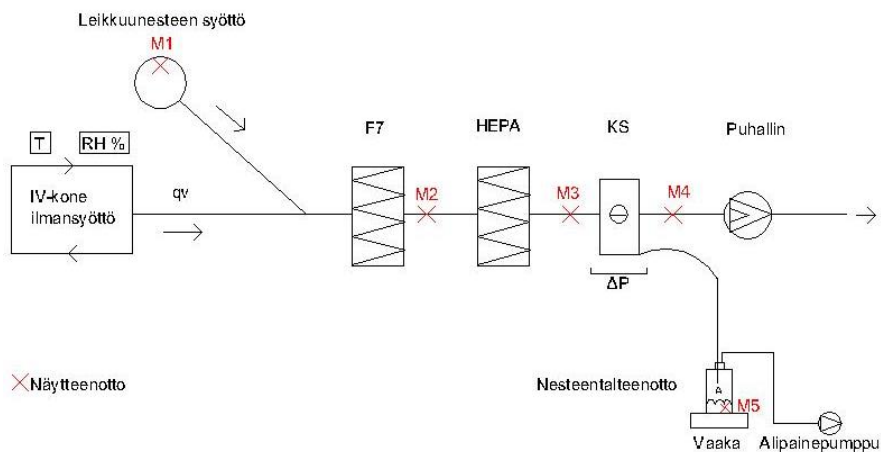 Leikkuunesteen syöttö
M1
T
RH %
F7
HEPA
KS
Puhallin
IV-kone
ilmansyöttö
qv
M2
M3
M4
ΔP
Näytteenotto
Nesteentalteenotto
A
M5
Vaaka
Alipainepumppu